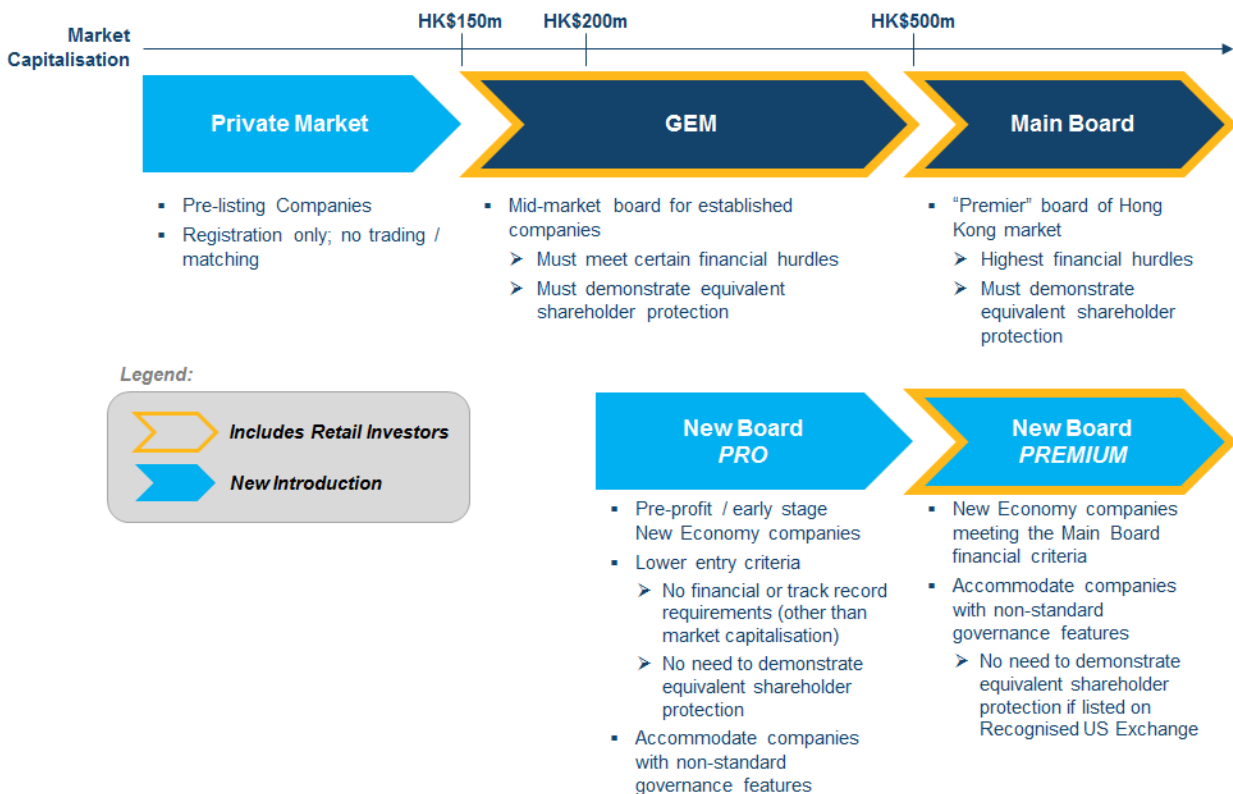 Market
Capitalisation
HK$150m
HK$200m
HK$500m
Private Market
GEM
Main Board
▪ Pre-listing Companies
▪ Registration only; no trading /
matching
▪ Mid-market board for established
companies
➢ Must meet certain financial hurdles
➢ Must demonstrate equivalent
shareholder protection
▪ “Premier” board of Hong
Kong market
➢ Highest financial hurdles
➢ Must demonstrate
equivalent shareholder
protection
Legend:
Includes Retail Investors
New Introduction
New Board
PRO
New Board
PREMIUM
▪ Pre-profit / early stage
New Economy companies
▪ Lower entry criteria
➢ No financial or track record
requirements (other than
market capitalisation)
➢ No need to demonstrate
equivalent shareholder
protection
▪ Accommodate companies
with non-standard
governance features
▪ New Economy companies
meeting the Main Board
financial criteria
▪ Accommodate companies
with non-standard
governance features
➢ No need to demonstrate
equivalent shareholder
protection if listed on
Recognised US Exchange